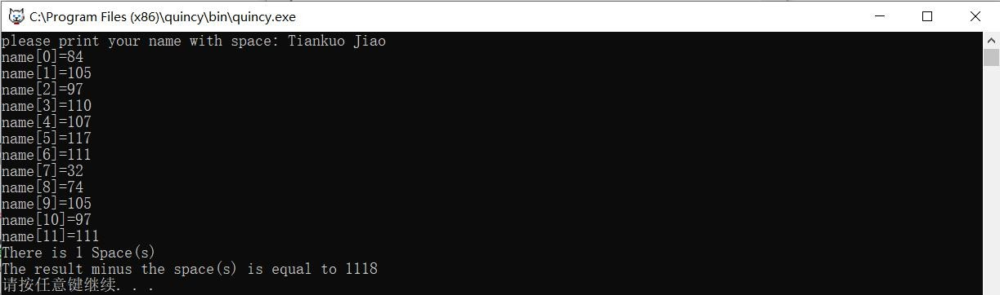 C:\Program Files (x86)\quincy\bin\quincy.exe
please print your name with space: Tiankuo Jiao
name[0]=84
name[1]=105
name[2]=97
name[3]=110
name[4]=107
name[5]=117
name[6]=111
name[7]=32
name[8]=74
name[9]=105
name[10]=97
name[11]=111
There is 1 Space(s)
The result minus the space(s) is equal to 1118
请按任意键继续. . .